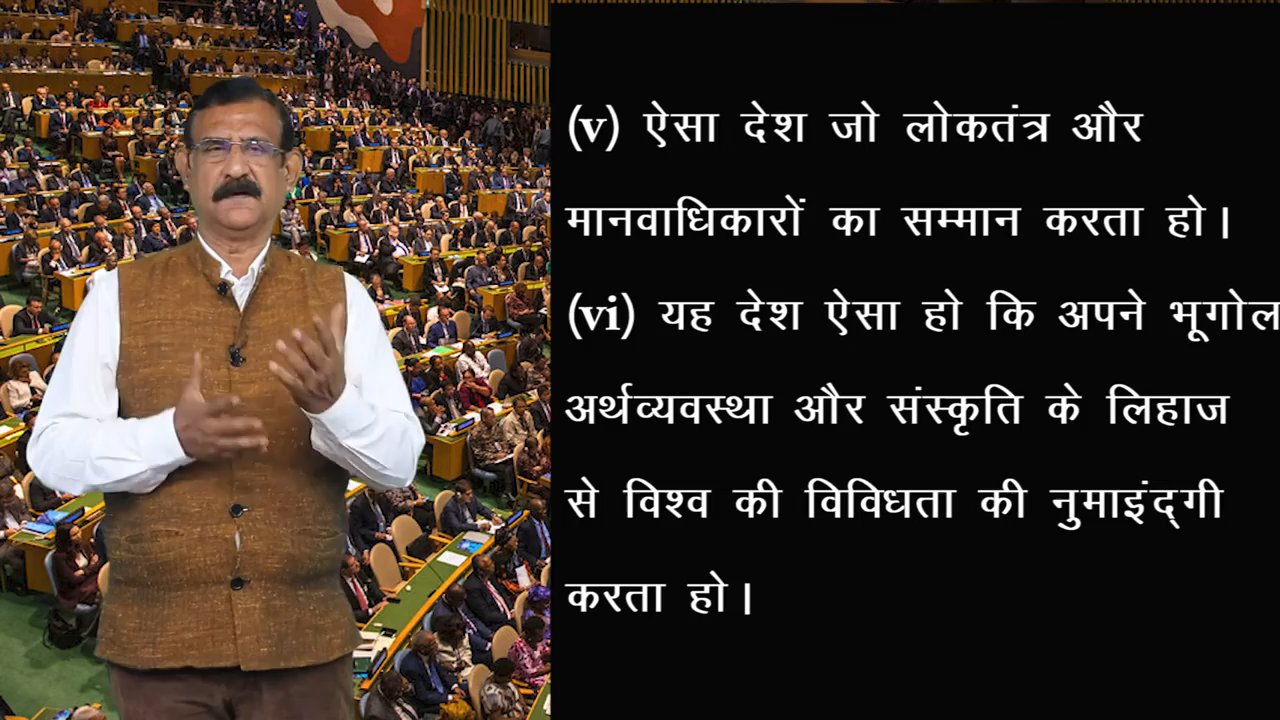 (v) ऐसा देश जो लोकतंत्र और
मानवाधिकारों का सम्मान करता हो।
(vi) यह देश ऐसा हो कि अपने भूगोल
अर्थव्यवस्था और संस्कृति के लिहाज
से विश्व की विविधता की नुमाइंद्गी
करता हो।